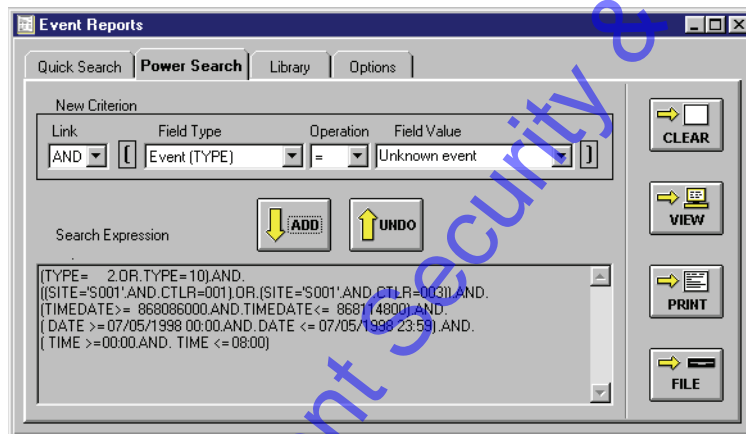 Event Reports
Quick Search Power Search Library Options
New Criterion
Link Field Type Operation Field Value
AND [ Event (TYPE) = Unknown event ]
ADD UNDO
Search Expression
(TYPE= 2.OR.TYPE=10).AND.
((SITE='S001'.AND.CTLR=001).OR.(SITE='S001'.AND.CTLR=003)).AND.
(TIMEDATE>= 868086000.AND.TIMEDATE<= 868114800).AND.
( DATE >= 07/05/1998 00:00.AND.DATE <= 07/05/1998 23:59).AND.
( TIME >=00:00.AND. TIME <=08:00)
CLEAR
VIEW
PRINT
FILE
nt Security &